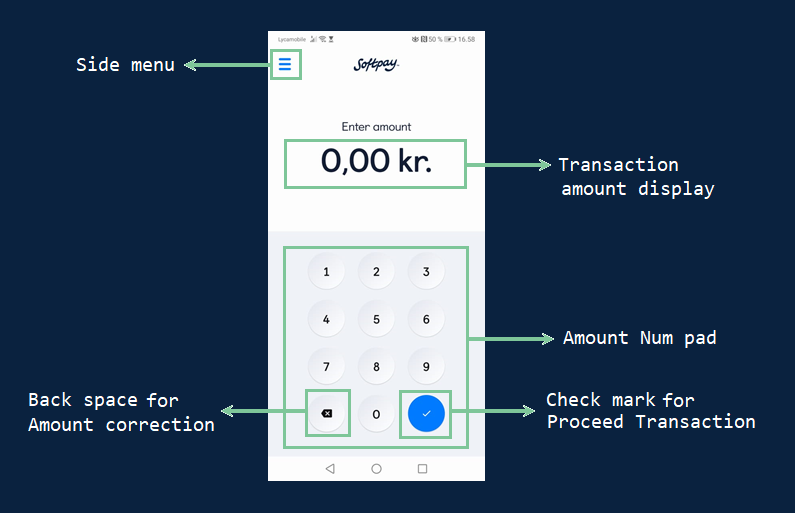 Lycamobile
50 % 16.58
Side menu
Softpay
Enter amount
0,00 kr.
Transaction
amount display
1 2 3
4 5 6
Amount Num pad
7 8 9
Back space for
Amount correction
0
Check mark for
Proceed Transaction